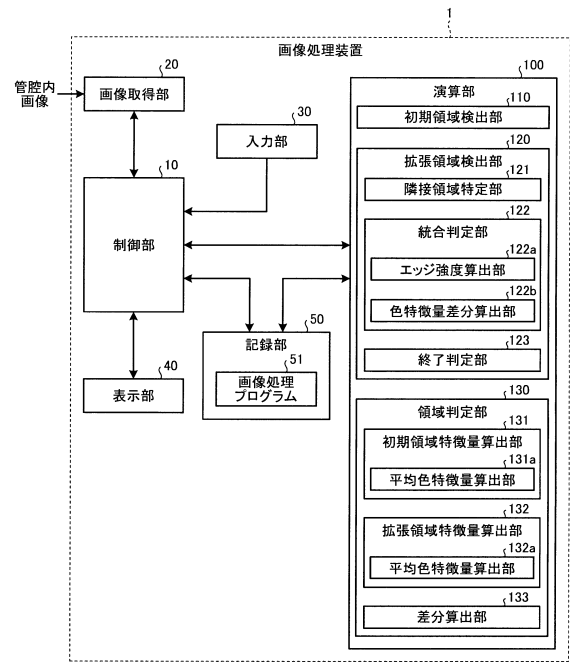 1
画像処理装置
管腔内
画像
20
画像取得部
30
入力部
10
制御部
40
表示部
50
記録部
51
画像処理
プログラム
100
演算部
110
初期領域検出部
120
拡張領域検出部
121
隣接領域特定部
122
統合判定部
122a
エッジ強度算出部
122b
色特徴量差分算出部
123
終了判定部
130
領域判定部
131
初期領域特徴量算出部
131a
平均色特徴量算出部
132
拡張領域特徴量算出部
132a
平均色特徴量算出部
133
差分算出部